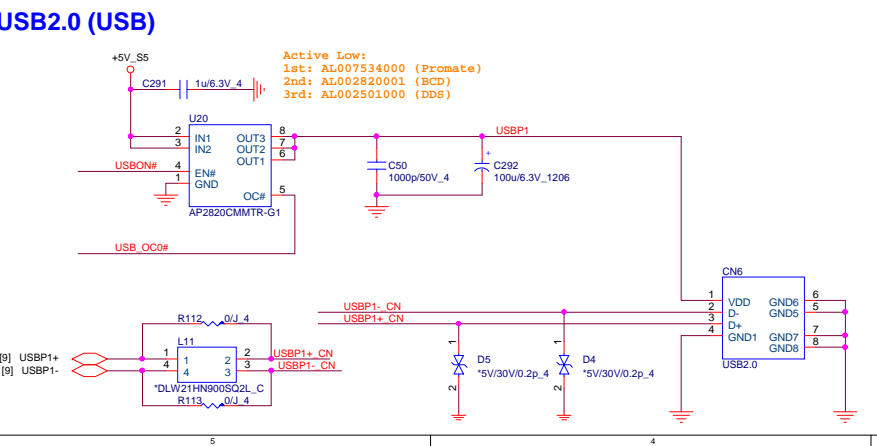 USB2.0 (USB)
+5V_S5
Active Low:
1st: AL007534000 (Promate)
2nd: AL002820001 (BCD)
3rd: AL002501000 (DDS)
C291
1u/6.3V_4
U20
2 IN1 OUT3 8
3 IN2 OUT2 7
OUT1 6
USBP1
USBON#
4 EN#
1 GND
OC# 5
AP2820CMMTR-G1
C50
1000p/50V_4
+
C292
100u/6.3V_1206
USB_OC0#
CN6
1 VDD GND6 6
2 D- GND5 5
3 D+
4 GND1 GND7 7
GND8 8
USB2.0
USBP1-_CN
USBP1+_CN
R112 0/J_4
L11
[9] USBP1+ 1 1 2 2 USBP1+_CN
[9] USBP1- 4 4 3 3 USBP1-_CN
*DLW21HN900SQ2L_C
R113 0/J_4
1
D5
*5V/30V/0.2p_4
2
1
D4
*5V/30V/0.2p_4
2
5
4